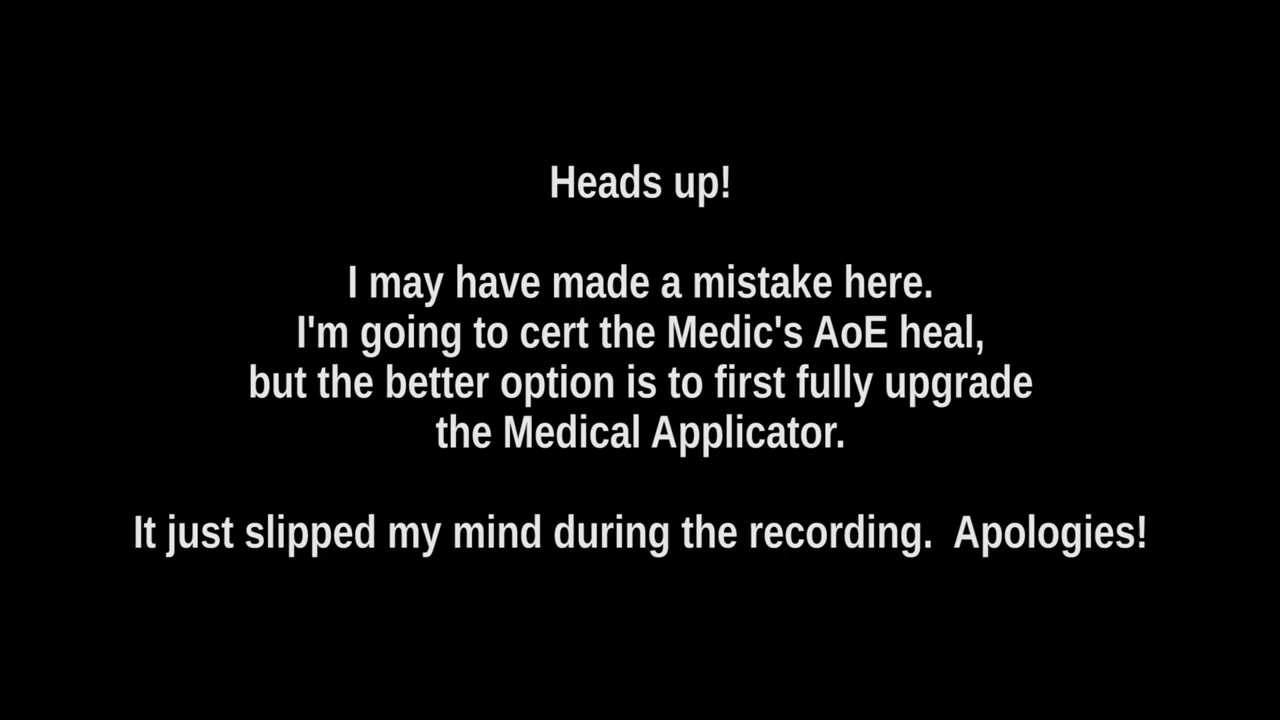 Heads up!
I may have made a mistake here.
I'm going to cert the Medic's AoE heal,
but the better option is to first fully upgrade
the Medical Applicator.
It just slipped my mind during the recording.  Apologies!